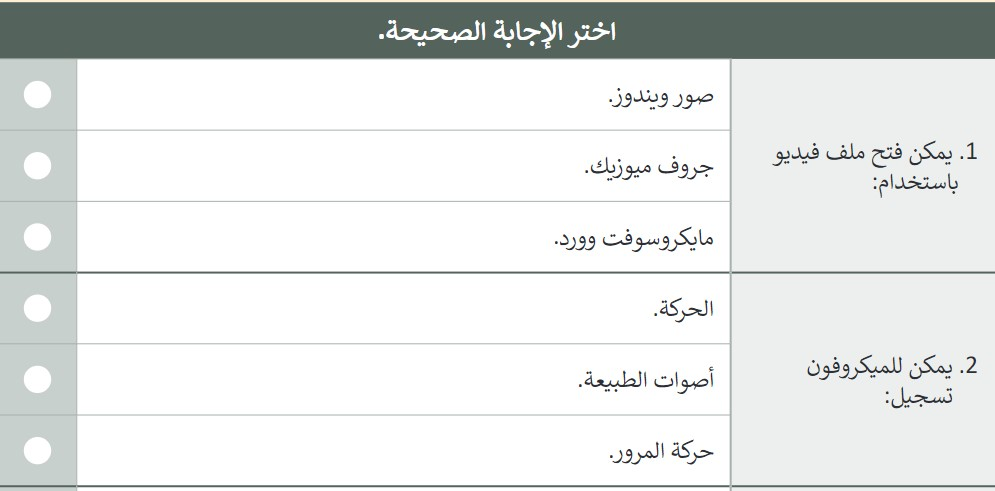 اختر الإجابة الصحيحة.
1. يمكن فتح ملف فيديو
باستخدام:
صور ويندوز.
جروف ميوزيك.
مايكروسوفت وورد.
2. يمكن للميكروفون
تسجيل:
الحركة.
أصوات الطبيعة.
حركة المرور.